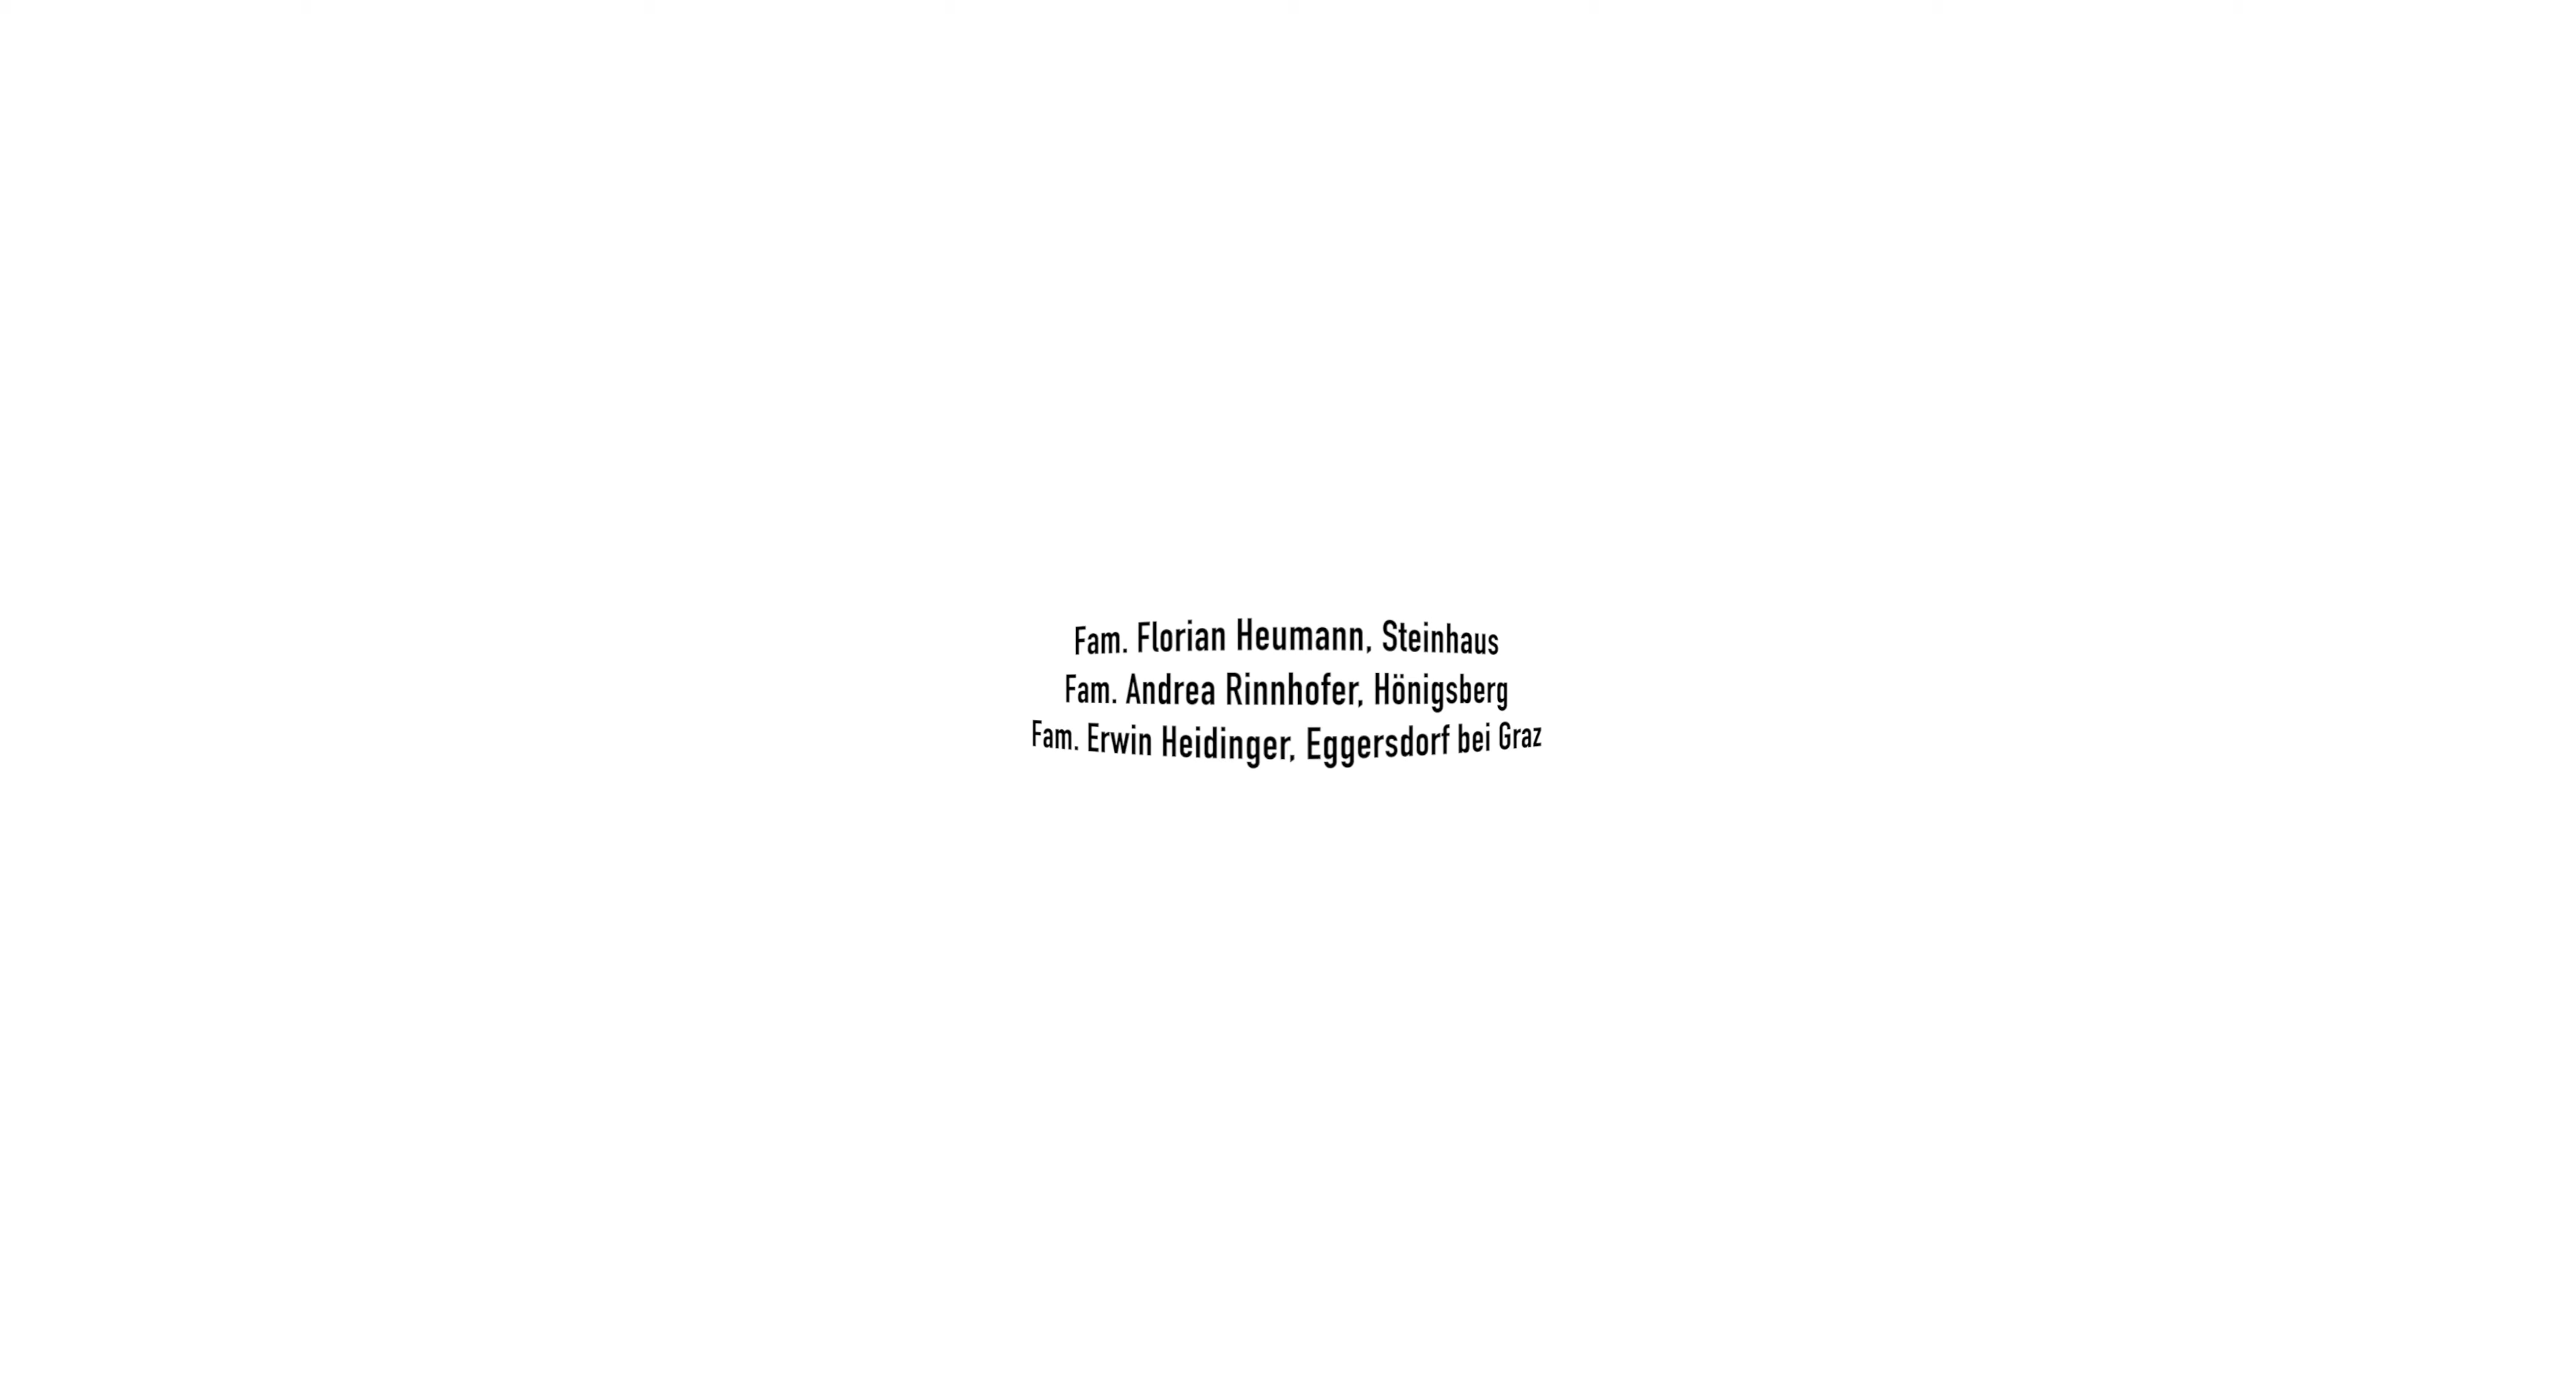 Fam. Florian Heumann, Steinhaus
Fam. Andrea Rinnhofer, Hönigsberg
Fam. Erwin Heidinger, Eggersdorf bei Graz